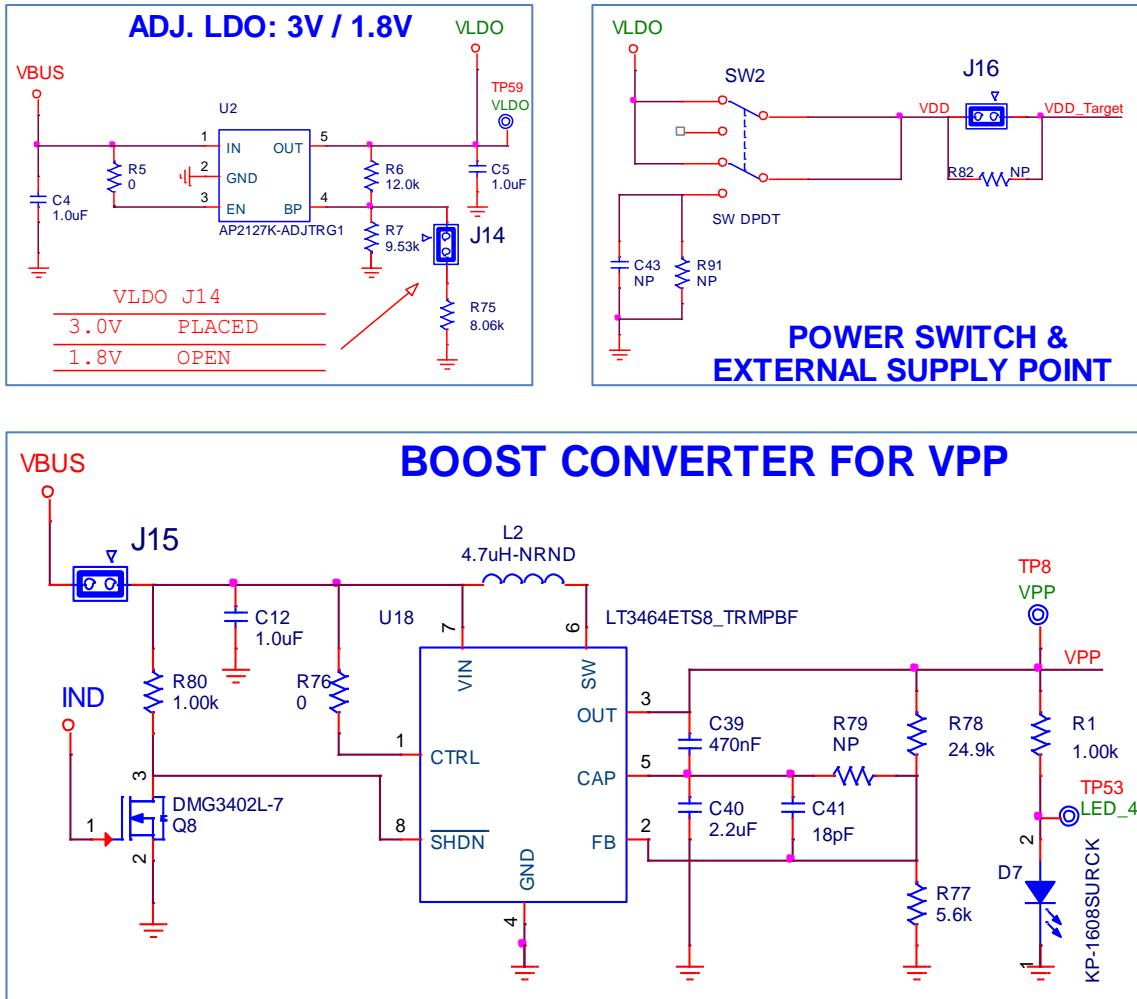 ADJ. LDO: 3V / 1.8V
VLDO
VBUS
TP59
VLDO
U2
1
IN
OUT
5
2
GND
3
EN
BP
4
AP2127K-ADJTRG1
R5
0
C4
1.0uF
R6
12.0k
C5
1.0uF
R7
9.53k
J14
R75
8.06k
VLDO J14
3.0V PLACED
1.8V OPEN
VLDO
SW2
J16
VDD
VDD_Target
R82
NP
SW DPDT
C43
NP
R91
NP
POWER SWITCH &
EXTERNAL SUPPLY POINT
BOOST CONVERTER FOR VPP
VBUS
J15
L2
4.7uH-NRND
C12
1.0uF
U18
LT3464ETS8_TRMPBF
7
6
VIN
SW
R80
1.00k
R76
0
IND
1
CTRL
OUT
3
CAP
5
FB
2
8
SHDN
GND
4
3
DMG3402L-7
Q8
1
2
C39
470nF
R79
NP
R78
24.9k
C40
2.2uF
C41
18pF
R77
5.6k
TP8
VPP
VPP
R1
1.00k
TP53
LED_4
2
D7
1
KP-1608SURCK